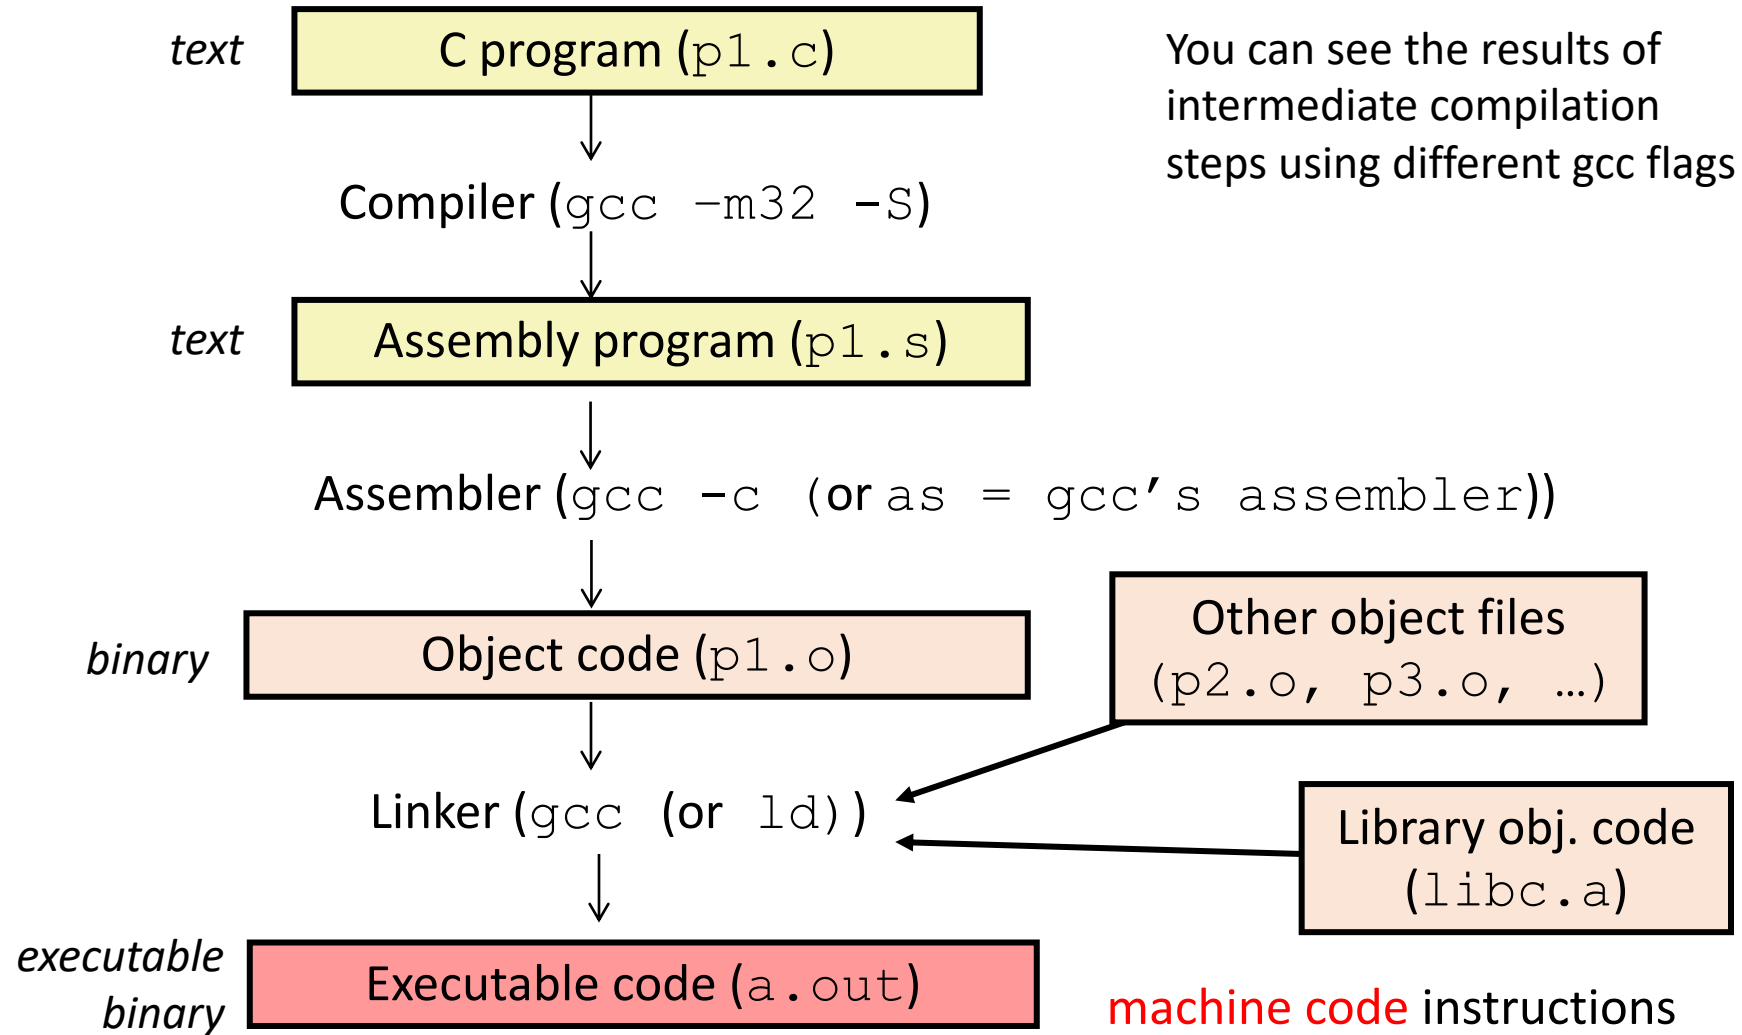 text
C program (p1.c)
You can see the results of
intermediate compilation
steps using different gcc flags
Compiler (gcc –m32 -S)
text
Assembly program (p1.s)
Assembler (gcc -c (or as = gcc’s assembler))
Other object files
(p2.o, p3.o, …)
binary
Object code (p1.o)
Linker (gcc (or ld))
Library obj. code
(libc.a)
executable
binary
Executable code (a.out)
machine code instructions